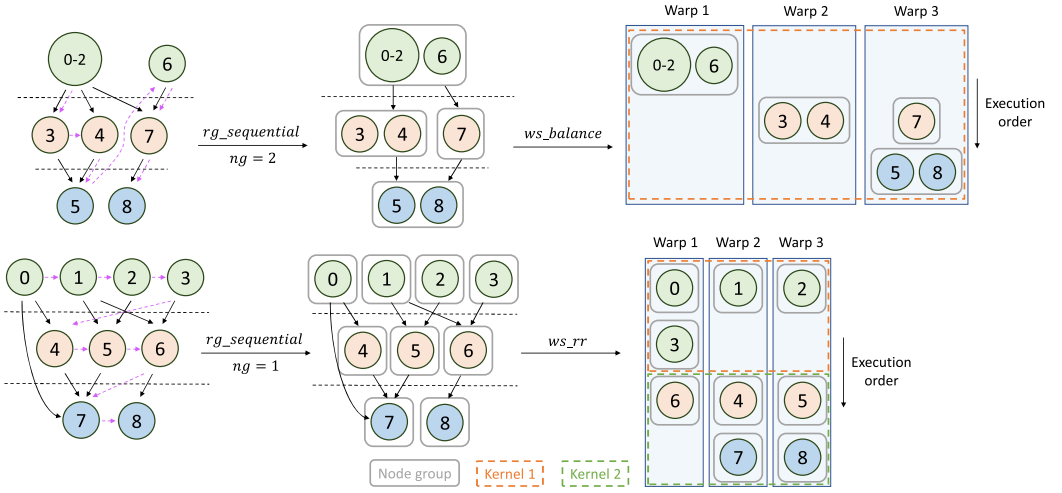 Warp 1 Warp 2 Warp 3
0-2 6
3 4 7
5 8
rg_sequential
ng = 2
0-2 6
3 4 7
5 8
ws_balance
0-2 6
3 4 7
5 8
Execution
order
0 1 2 3
4 5 6
7 8
rg_sequential
ng = 1
0 1 2 3
4 5 6
7 8
ws_rr
Warp 1 Warp 2 Warp 3
0 1 2
3
6 4 5
7 8
Execution
order
Node group Kernel 1 Kernel 2